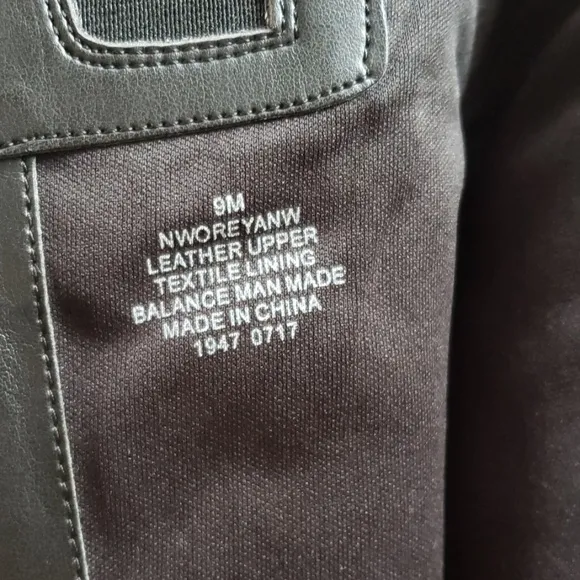 9M
NWOREYANW
LEATHER UPPER
TEXTILE LINING
BALANCE MAN MADE
MADE IN CHINA
1947 0717